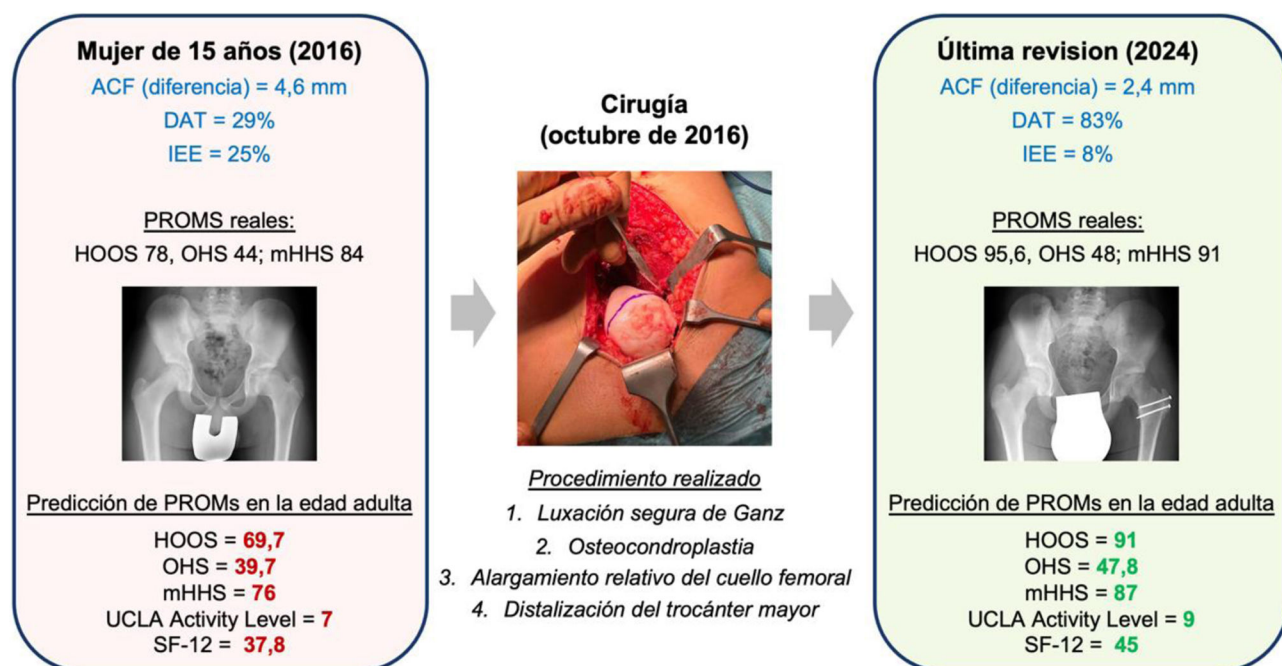 Mujer de 15 años (2016)
ACF (diferencia) = 4,6 mm
DAT = 29%
IEE = 25%
PROMS reales:
HOOS 78, OHS 44; mHHS 84
Predicción de PROMs en la edad adulta
HOOS = 69,7
OHS = 39,7
mHHS = 76
UCLA Activity Level = 7
SF-12 = 37,8
Cirugía
(octubre de 2016)
Procedimiento realizado
1. Luxación segura de Ganz
2. Osteocondroplastia
3. Alargamiento relativo del cuello femoral
4. Distalización del trocánter mayor
Última revision (2024)
ACF (diferencia) = 2,4 mm
DAT = 83%
IEE = 8%
PROMS reales:
HOOS 95,6, OHS 48; mHHS 91
Predicción de PROMs en la edad adulta
HOOS = 91
OHS = 47,8
mHHS = 87
UCLA Activity Level = 9
SF-12 = 45